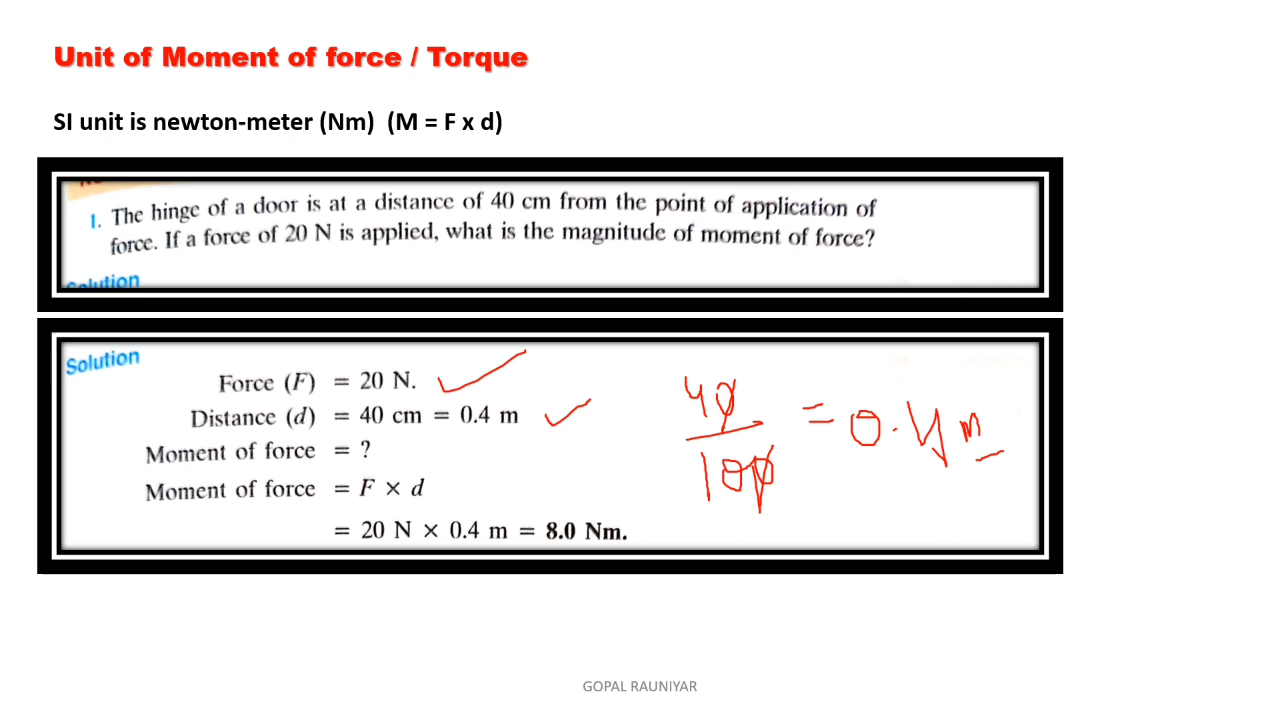 Unit of Moment of force / Torque
SI unit is newton-meter (Nm) (M = F x d)
1. The hinge of a door is at a distance of 40 cm from the point of application of
force. If a force of 20 N is applied, what is the magnitude of moment of force?
Solution
Solution
Force (F) = 20 N.
Distance (d) = 40 cm = 0.4 m
Moment of force = ?
Moment of force = F × d
= 20 N × 0.4 m = 8.0 Nm.
40
100
= 0.4 m
GOPAL RAUNIYAR